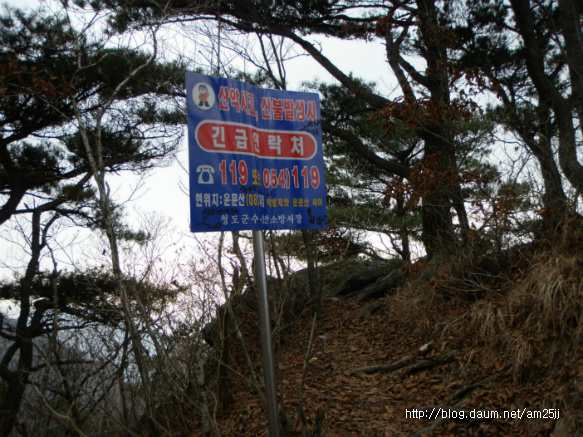 산악사고, 산불발생시
긴급연락처
119 또는 054) 119
현위치: 운문산
청도군수·산소방서장
http://blog.daum.net/am25ji